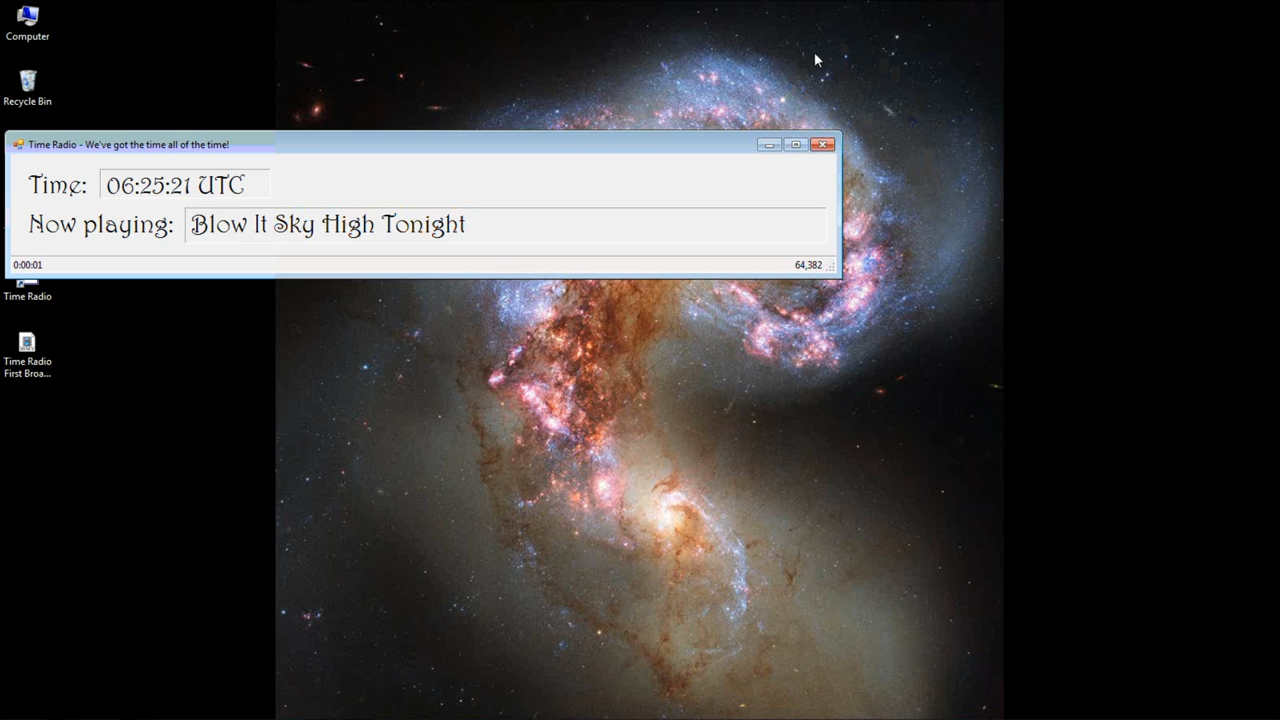 Computer
Recycle Bin
Time Radio - We've got the time all of the time!
Time: 06:25:21 UTC
Now playing: Blow It Sky High Tonight
0:00:01 64,382
Time Radio
Time Radio
First Broa...